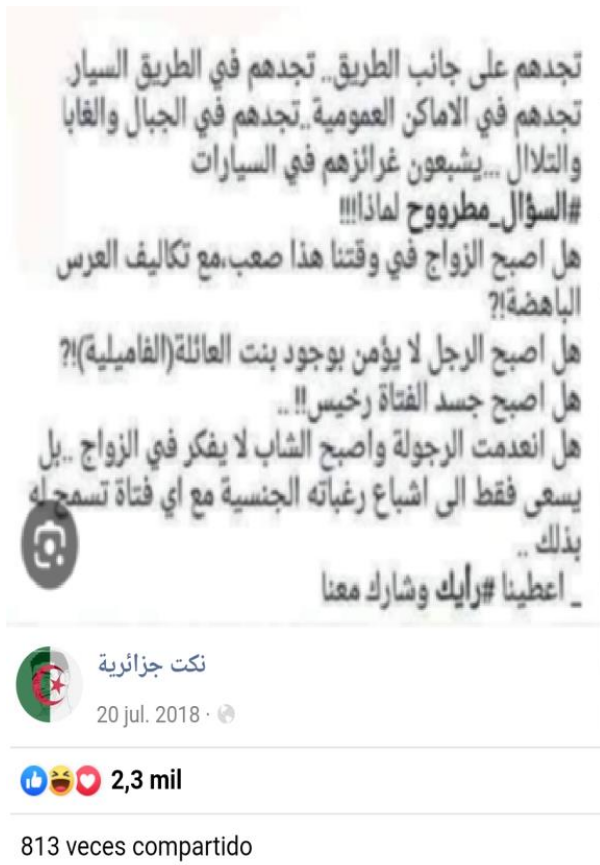 تجدهم على جانب الطريق.. تجدهم في الطريق السيار.
تجدهم في الاماكن العمومية..تجدهم في الجبال والغابا
والتلاال ...يشبعون غرائزهم في السيارات
#السؤال_مطرووح لماذا!!!
هل اصبح الزواج في وقتنا هذا صعب،مع تكاليف العرس
الباهضة!؟
هل اصبح الرجل لا يؤمن بوجود بنت العائلة(الفاميلية)!؟
هل اصبح جسد الفتاة رخيس!! ..
هل انعدمت الرجولة واصبح الشاب لا يفكر في الزواج ..بل
يسعى فقط الى اشباع رغباته الجنسية مع اي فتاة تسمح له
بذلك ..
_ اعطينا #رأيك وشارك معنا
نكت جزائرية
20 jul. 2018 ·
2,3 mil
813 veces compartido